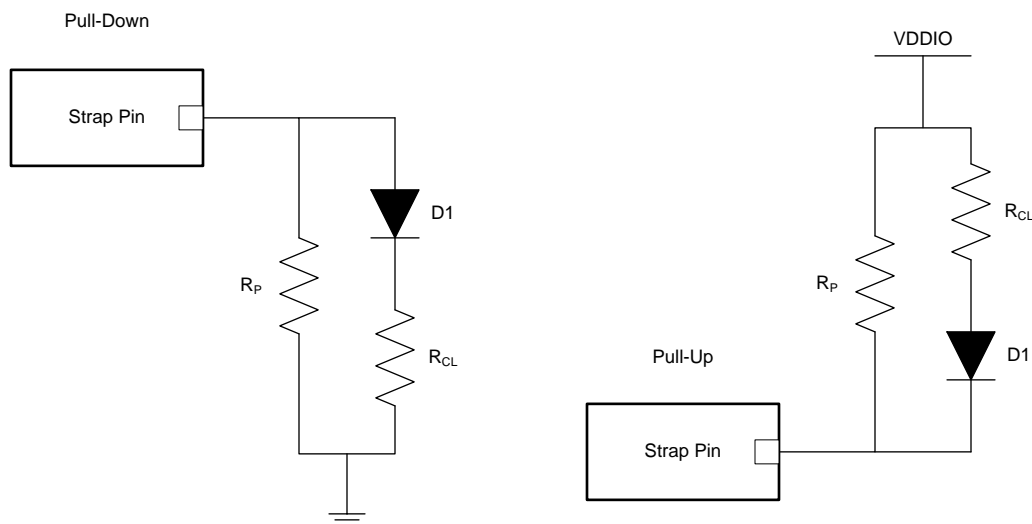 Pull-Down
Strap Pin
D1
RP
RCL
VDDIO
RCL
RP
D1
Pull-Up
Strap Pin